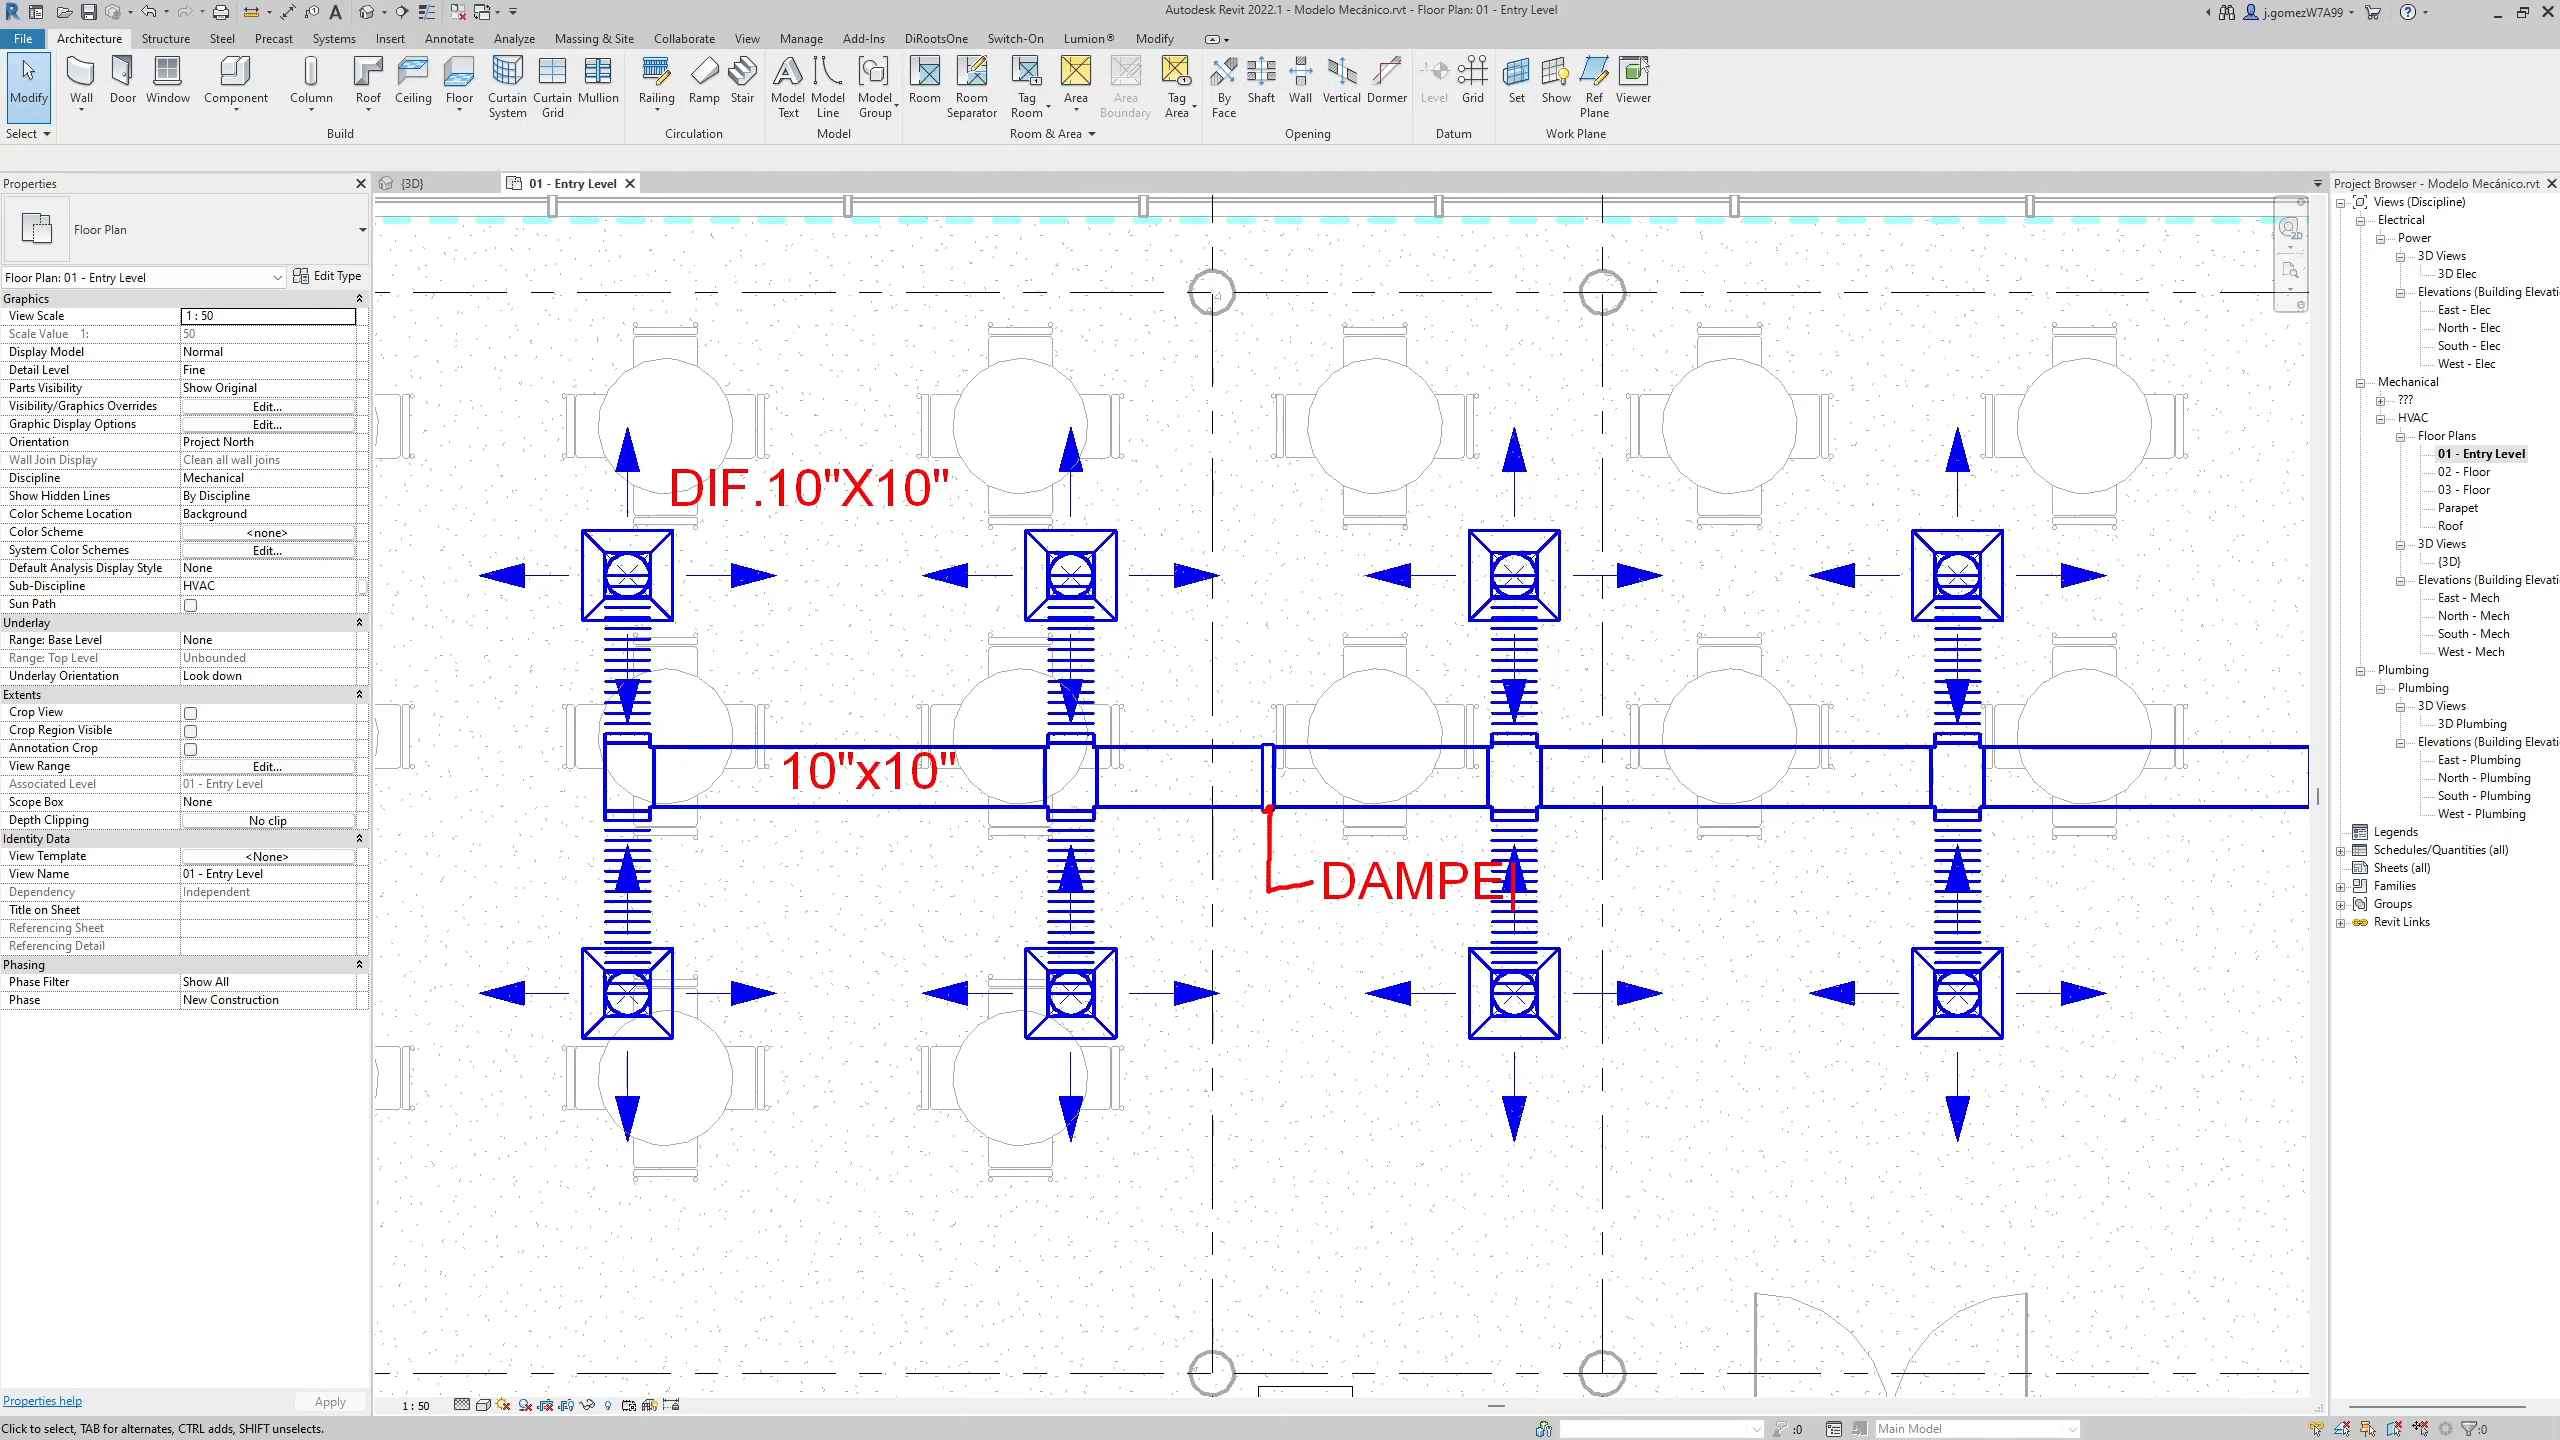 Autodesk Revit 2022.1 - Modelo Mecánico.rvt - Floor Plan: 01 - Entry Level
j.gomezW7A99
File Architecture Structure Steel Precast Systems Insert Annotate Analyze Massing & Site Collaborate View Manage Add-Ins DiRootsOne Switch-On Lumion® Modify
Modify Wall Door Window Component Column Roof Ceiling Floor Curtain System Curtain Grid Mullion Railing Ramp Stair Model Text Model Line Model Group Room Room Separator Tag Room Area Area Boundary Tag Area By Face Shaft Wall Vertical Dormer Level Grid Set Show Ref Plane Viewer
Select Build Circulation Model Room & Area Opening Datum Work Plane
Properties
Floor Plan
Floor Plan: 01 - Entry Level Edit Type
Graphics
View Scale 1 : 50
Scale Value 1: 50
Display Model Normal
Detail Level Fine
Parts Visibility Show Original
Visibility/Graphics Overrides Edit...
Graphic Display Options Edit...
Orientation Project North
Wall Join Display Clean all wall joins
Discipline Mechanical
Show Hidden Lines By Discipline
Color Scheme Location Background
Color Scheme <none>
System Color Schemes Edit...
Default Analysis Display Style None
Sub-Discipline HVAC
Sun Path
Underlay
Range: Base Level None
Range: Top Level Unbounded
Underlay Orientation Look down
Extents
Crop View
Crop Region Visible
Annotation Crop
View Range Edit...
Associated Level 01 - Entry Level
Scope Box None
Depth Clipping No clip
Identity Data
View Template <None>
View Name 01 - Entry Level
Dependency Independent
Title on Sheet
Referencing Sheet
Referencing Detail
Phasing
Phase Filter Show All
Phase New Construction
Properties help Apply
{3D} 01 - Entry Level
2D
DIF.10"X10"
10"x10"
DAMPE
1 : 50
Project Browser - Modelo Mecánico.rvt
Views (Discipline)
Electrical
Power
3D Views
3D Elec
Elevations (Building Elevati
East - Elec
North - Elec
South - Elec
West - Elec
Mechanical
???
HVAC
Floor Plans
01 - Entry Level
02 - Floor
03 - Floor
Parapet
Roof
3D Views
{3D}
Elevations (Building Elevati
East - Mech
North - Mech
South - Mech
West - Mech
Plumbing
Plumbing
3D Views
3D Plumbing
Elevations (Building Elevati
East - Plumbing
North - Plumbing
South - Plumbing
West - Plumbing
Legends
Schedules/Quantities (all)
Sheets (all)
Families
Groups
Revit Links
Click to select, TAB for alternates, CTRL adds, SHIFT unselects.
:0 Main Model :0